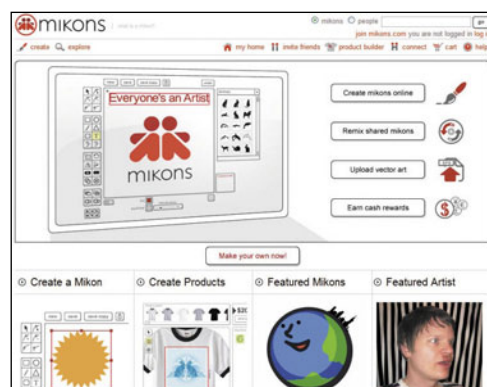 mikons
mikons people
join mikons.com you are not logged in log
create explore
my home invite friends product builder connect cart help
Everyone's an Artist
mikons
Create mikons online
Remix shared mikons
Upload vector art
Earn cash rewards
Make your own now!
Create a Mikon
Create Products
Featured Mikons
Featured Artist